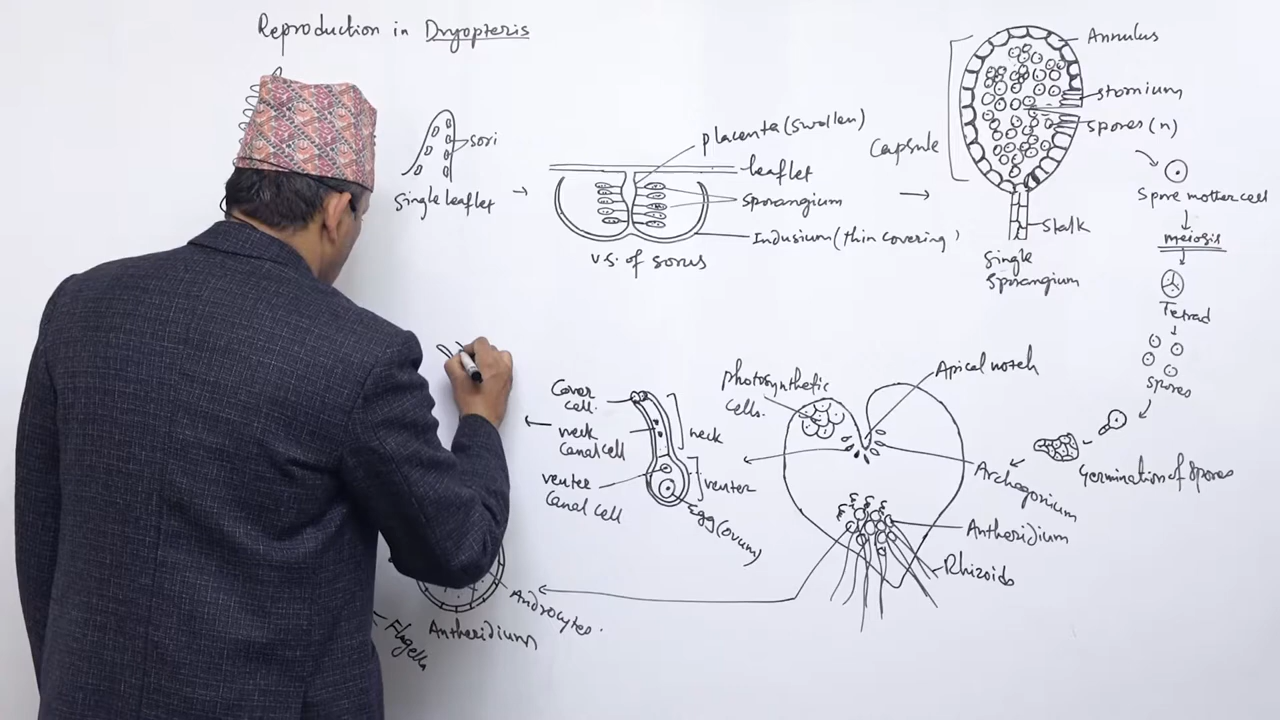 Reproduction in Dryopteris
sori
Single leaflet
placenta (swollen)
leaflet
Sporangium
Indusium (thin covering)
v.s. of sorus
Capsule
Annulus
stomium
spores (n)
Stalk
Single
Sporangium
Spore mother cell
meiosis
Tetrad
Spores
Germination of spores
Apical notch
photosynthetic
cells.
Archegonium
Antheridium
Rhizoids
Cover
cell.
neck
Canal cell
neck
venter
Canal cell
venter
Egg (ovum)
Androcytes.
Antheridium
Flagella